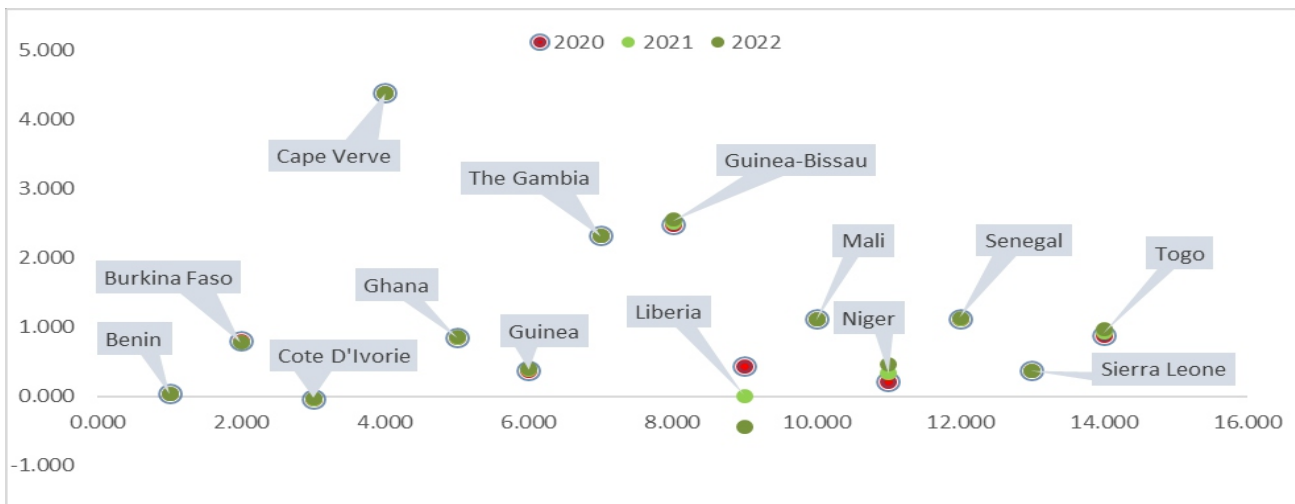 5.000
2020 2021 2022
4.000
Cape Verve
3.000
Guinea-Bissau
The Gambia
2.000
Mali
Senegal
Togo
Burkina Faso
Ghana
Liberia
Niger
1.000
Benin
Guinea
Cote D'Ivorie
Sierra Leone
0.000
0.000 2.000 4.000 6.000 8.000 10.000 12.000 14.000 16.000
-1.000